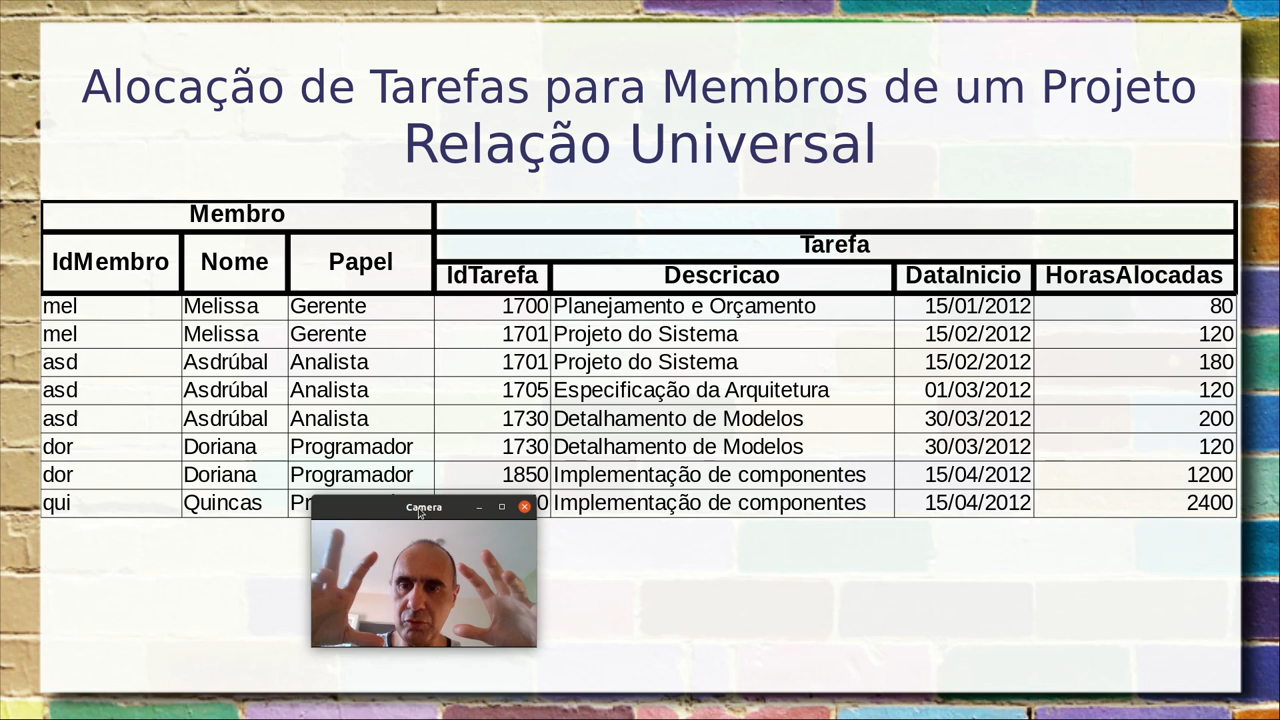 Alocação de Tarefas para Membros de um Projeto
Relação Universal
Membro
Tarefa
IdMembro Nome Papel IdTarefa Descricao DataInicio HorasAlocadas
mel Melissa Gerente 1700 Planejamento e Orçamento 15/01/2012 80
mel Melissa Gerente 1701 Projeto do Sistema 15/02/2012 120
asd Asdrúbal Analista 1701 Projeto do Sistema 15/02/2012 180
asd Asdrúbal Analista 1705 Especificação da Arquitetura 01/03/2012 120
asd Asdrúbal Analista 1730 Detalhamento de Modelos 30/03/2012 200
dor Doriana Programador 1730 Detalhamento de Modelos 30/03/2012 120
dor Doriana Programador 1850 Implementação de componentes 15/04/2012 1200
qui Quincas Implementação de componentes 15/04/2012 2400
Camera